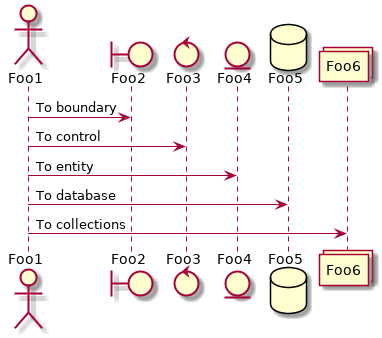 Foo1 Foo2 Foo3 Foo4 Foo5 Foo6
To boundary
To control
To entity
To database
To collections
Foo1 Foo2 Foo3 Foo4 Foo5 Foo6